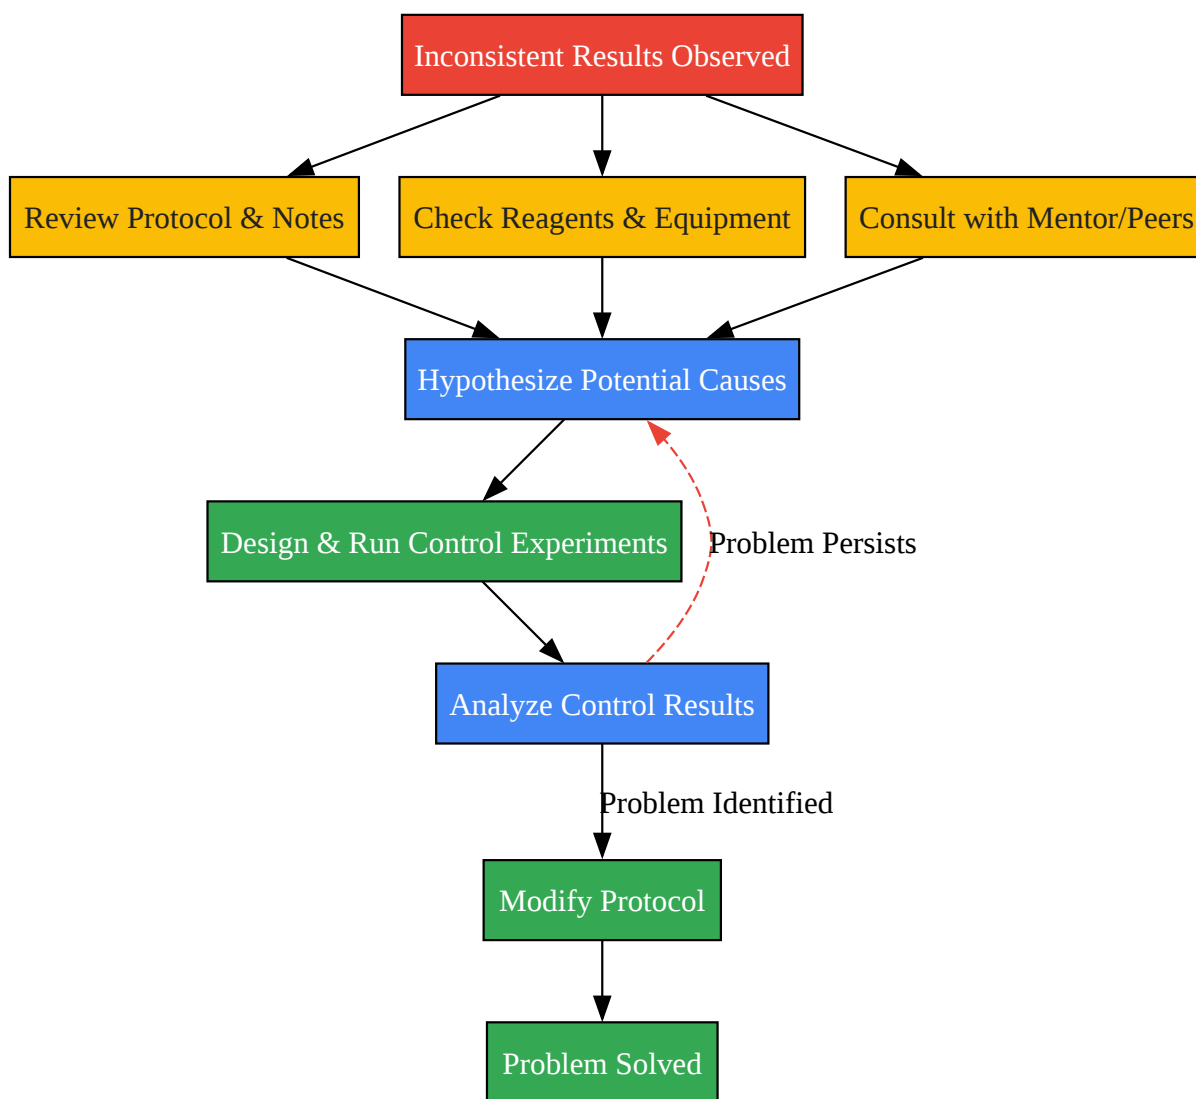 Inconsistent Results Observed
Review Protocol & Notes
Check Reagents & Equipment
Consult with Mentor/Peers
Hypothesize Potential Causes
Design & Run Control Experiments
Problem Persists
Analyze Control Results
Problem Identified
Modify Protocol
Problem Solved